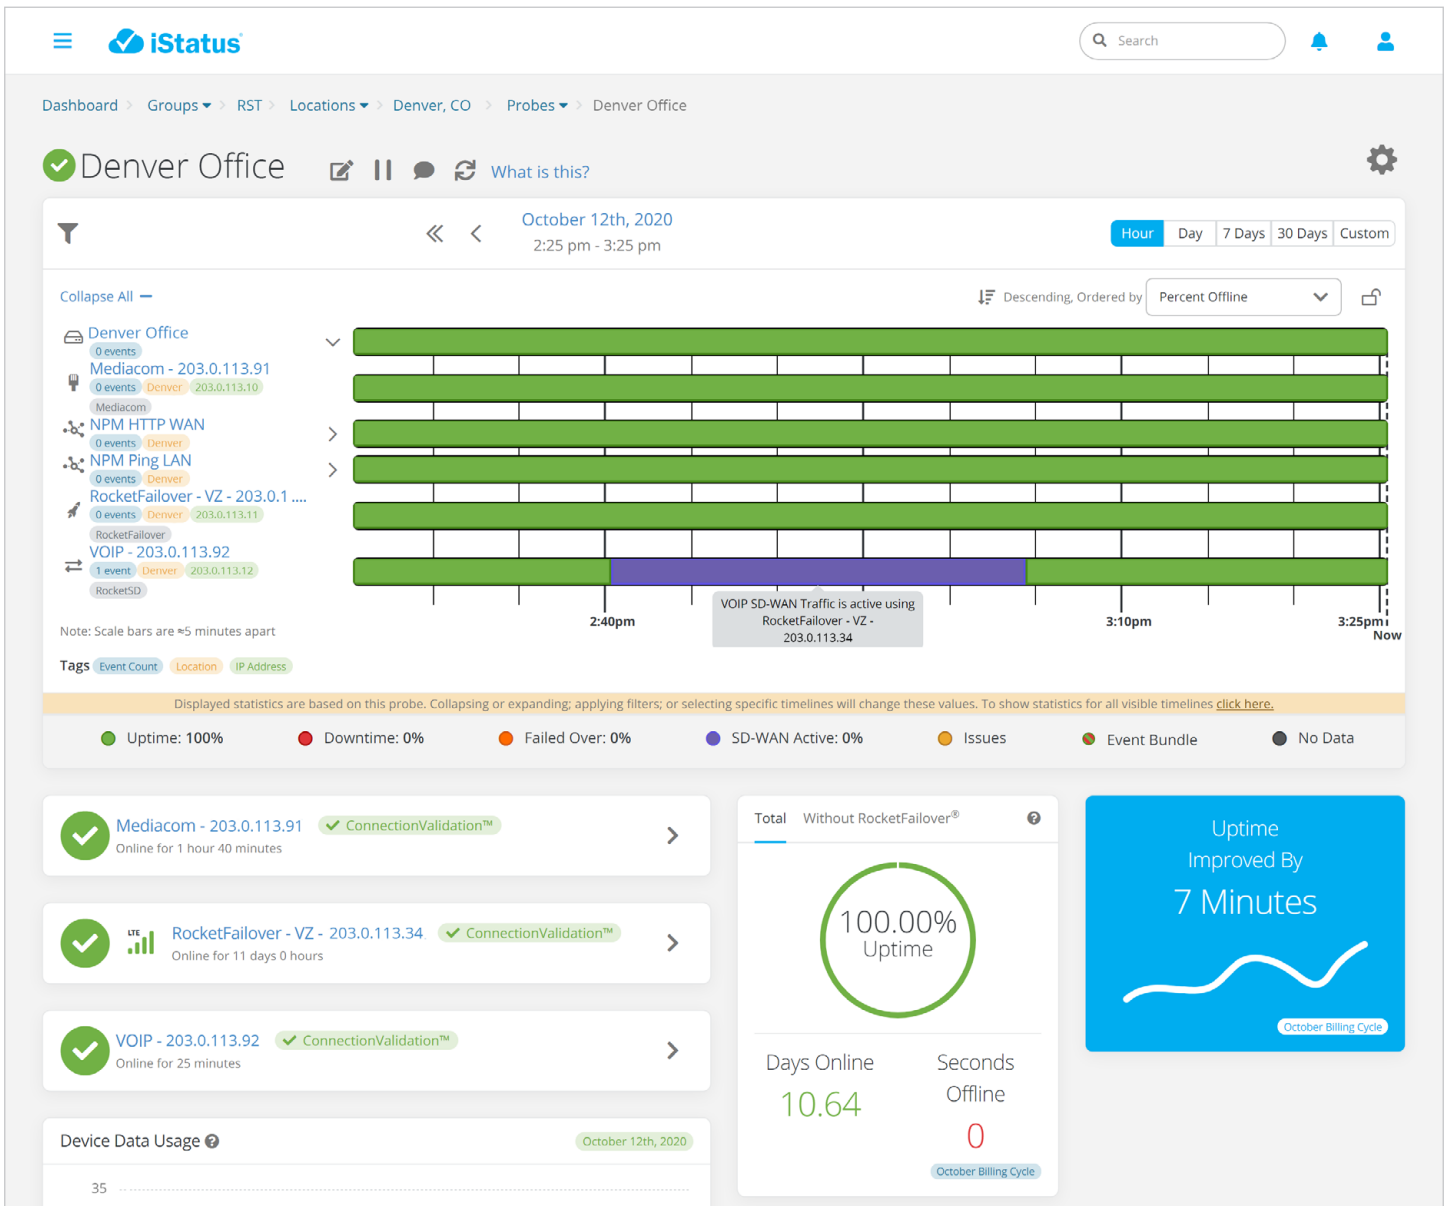 iStatus
Search
Dashboard > Groups > RST > Locations > Denver, CO > Probes > Denver Office
Denver Office
What is this?
October 12th, 2020
2:25 pm - 3:25 pm
Hour Day 7 Days 30 Days Custom
Collapse All
Descending, Ordered by Percent Offline
Denver Office
0 events
Mediacom - 203.0.113.91
0 events Denver 203.0.113.10
Mediacom
NPM HTTP WAN
0 events Denver
NPM Ping LAN
0 events Denver
RocketFailover - VZ - 203.0.1 ....
0 events Denver 203.0.113.11
RocketFailover
VOIP - 203.0.113.92
1 event Denver 203.0.113.12
RocketSD
VOIP SD-WAN Traffic is active using
RocketFailover - VZ -
203.0.113.34
2:40pm 3:10pm 3:25pm
Now
Note: Scale bars are ≈5 minutes apart
Tags Event Count Location IP Address
Displayed statistics are based on this probe. Collapsing or expanding; applying filters; or selecting specific timelines will change these values. To show statistics for all visible timelines click here.
Uptime: 100% Downtime: 0% Failed Over: 0% SD-WAN Active: 0% Issues Event Bundle No Data
Mediacom - 203.0.113.91 ConnectionValidation™
Online for 1 hour 40 minutes
LTE
RocketFailover - VZ - 203.0.113.34 ConnectionValidation™
Online for 11 days 0 hours
VOIP - 203.0.113.92 ConnectionValidation™
Online for 25 minutes
Device Data Usage October 12th, 2020
35
Total Without RocketFailover®
100.00%
Uptime
Days Online
10.64
Seconds
Offline
0
October Billing Cycle
Uptime
Improved By
7 Minutes
October Billing Cycle